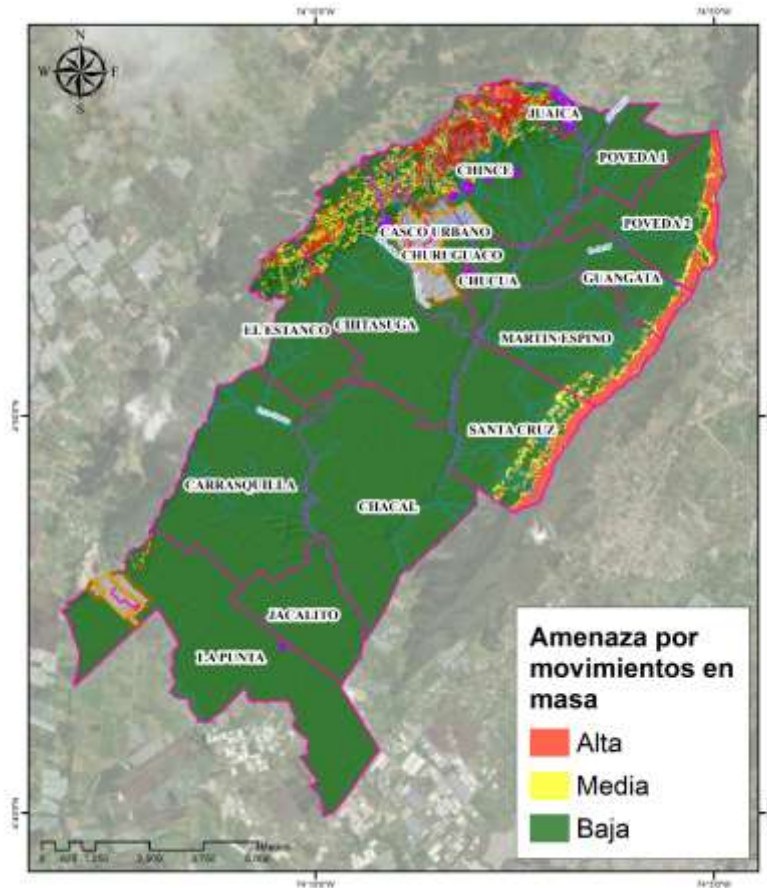 N
W
S
JUAICA
POVEDA 1
CHINCE
POVEDA 2
CASCO URBANO
CHURUGUACO
GUANGATA
CHUCUA
EL ESTANCO
CHITASUGA
MARTIN ESPINO
SANTA CRUZ
CARRASQUILLA
CHACAL
JACALITO
LA PUNTA
Amenaza por
movimientos en
masa
Alta
Media
Baja